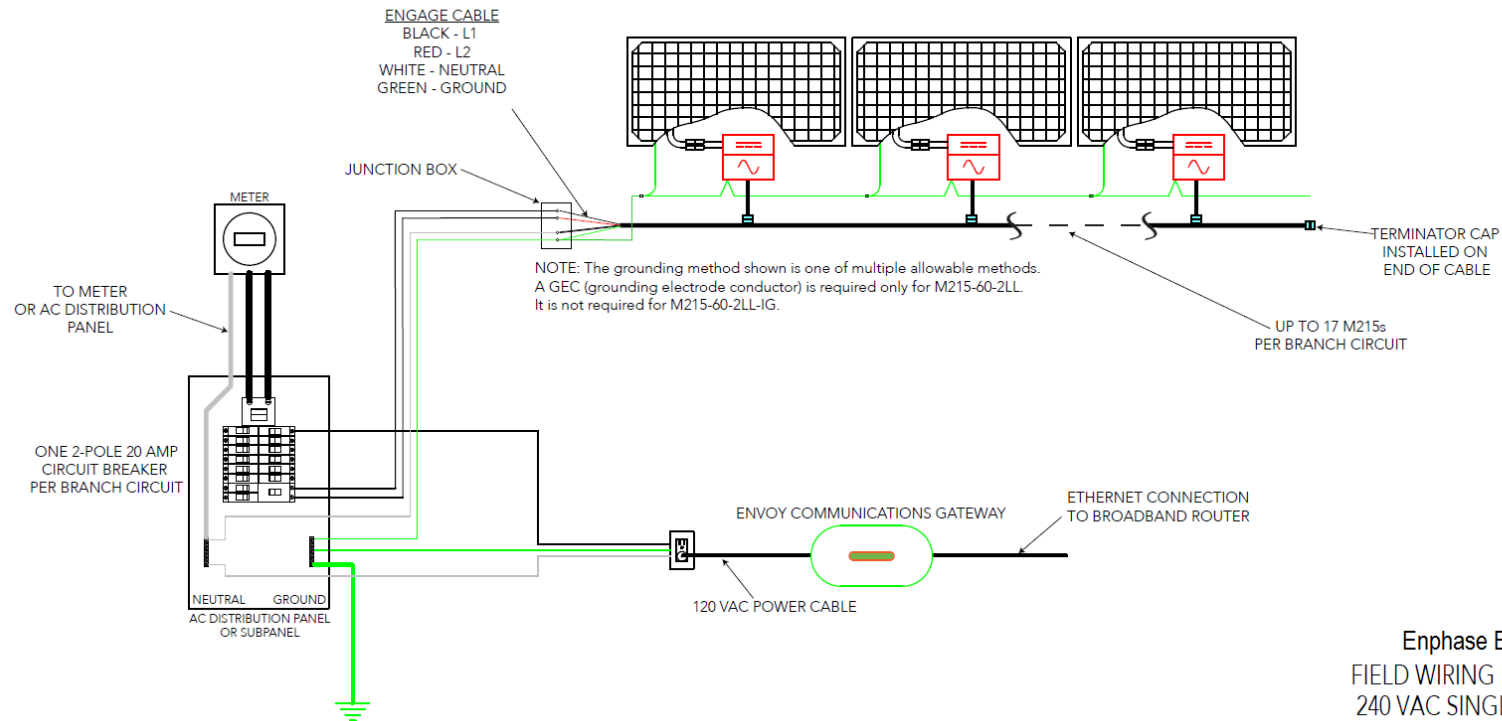 ENGAGE CABLE
BLACK - L1
RED - L2
WHITE - NEUTRAL
GREEN - GROUND
JUNCTION BOX
METER
TERMINATOR CAP
INSTALLED ON
END OF CABLE
NOTE: The grounding method shown is one of multiple allowable methods.
A GEC (grounding electrode conductor) is required only for M215-60-2LL.
It is not required for M215-60-2LL-IG.
TO METER
OR AC DISTRIBUTION
PANEL
UP TO 17 M215s
PER BRANCH CIRCUIT
ONE 2-POLE 20 AMP
CIRCUIT BREAKER
PER BRANCH CIRCUIT
ENVOY COMMUNICATIONS GATEWAY
ETHERNET CONNECTION
TO BROADBAND ROUTER
120 VAC POWER CABLE
NEUTRAL GROUND
AC DISTRIBUTION PANEL
OR SUBPANEL
Enphase E
FIELD WIRING
240 VAC SING